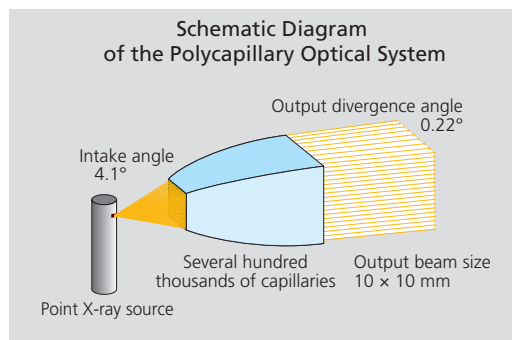 Schematic Diagram
of the Polycapillary Optical System
Output divergence angle
0.22°
Intake angle
4.1°
Several hundred
thousands of capillaries
Output beam size
10 × 10 mm
Point X-ray source